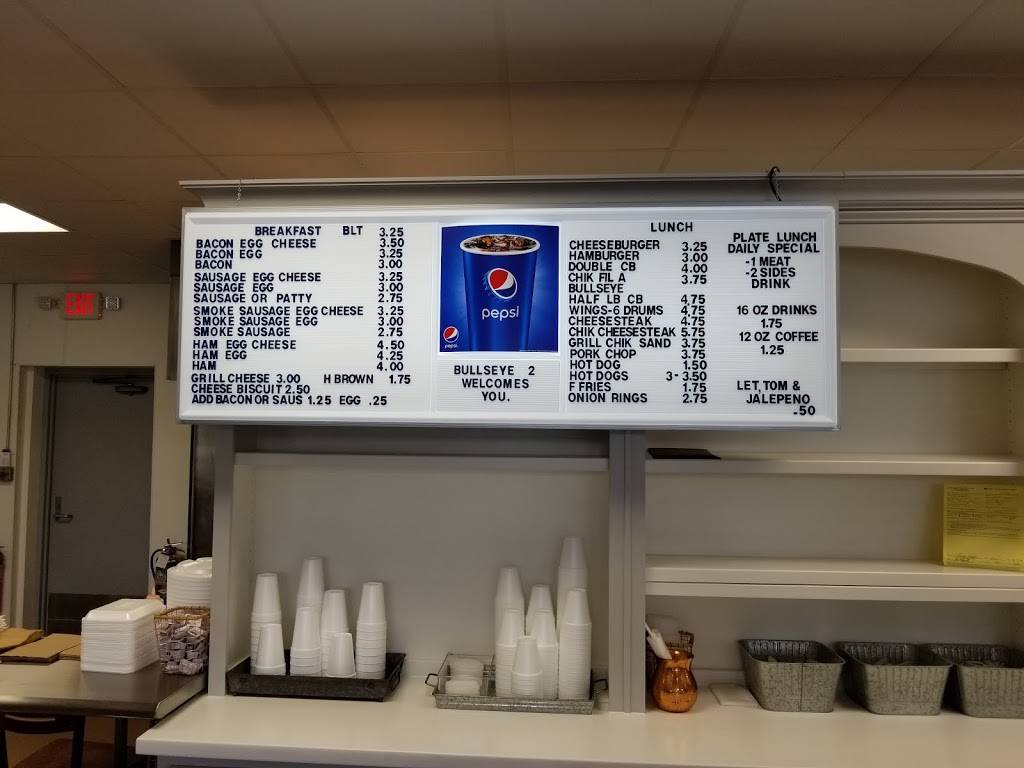 EXIT
BREAKFAST BLT 3.25
BACON EGG CHEESE 3.50
BACON EGG 3.25
BACON 3.00
SAUSAGE EGG CHEESE 3.25
SAUSAGE EGG 3.00
SAUSAGE OR PATTY 2.75
SMOKE SAUSAGE EGG CHEESE 3.25
SMOKE SAUSAGE EGG 3.00
SMOKE SAUSAGE 2.75
HAM EGG CHEESE 4.50
HAM EGG 4.25
HAM 4.00
GRILL CHEESE 3.00 H BROWN 1.75
CHEESE BISCUIT 2.50
ADD BACON OR SAUS 1.25 EGG .25
pepsi
pepsi
BULLSEYE 2
WELCOMES
YOU.
LUNCH
CHEESEBURGER 3.25
HAMBURGER 3.00
DOUBLE CB 4.00
CHIK FIL A 3.75
BULLSEYE
HALF LB CB 4.75
WINGS-6 DRUMS 4.75
CHEESESTEAK 4.75
CHIK CHEESESTEAK 5.75
GRILL CHIK SAND 3.75
PORK CHOP 3.75
HOT DOG 1.50
HOT DOGS 3-3.50
F FRIES 1.75
ONION RINGS 2.75
PLATE LUNCH
DAILY SPECIAL
-1 MEAT
-2 SIDES
DRINK
16 OZ DRINKS
1.75
12 OZ COFFEE
1.25
LET, TOM &
JALEPENO
.50